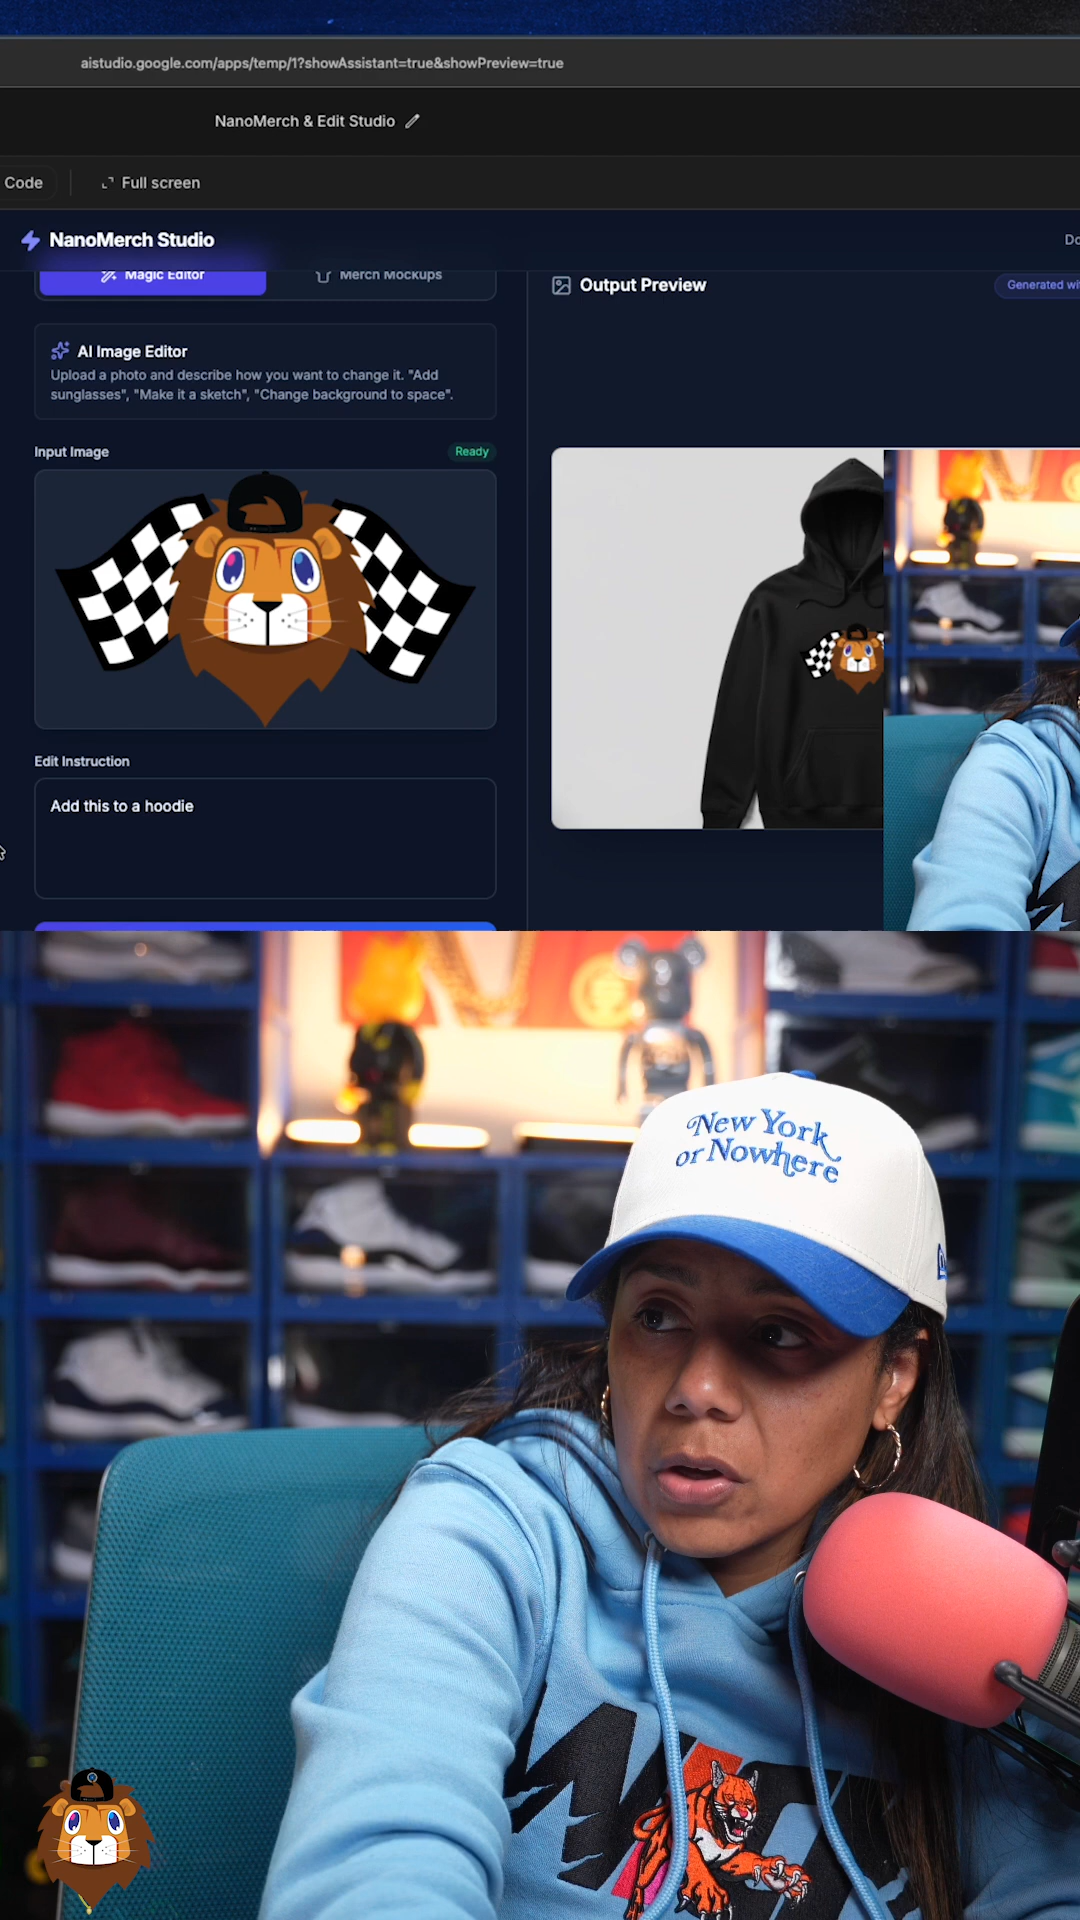 aistudio.google.com/apps/temp/1?showAssistant=true&showPreview=true
NanoMerch & Edit Studio
Code
Full screen
NanoMerch Studio
Magic Editor
Merch Mockups
Output Preview
Generated
AI Image Editor
Upload a photo and describe how you want to change it. "Add
sunglasses", "Make it a sketch", "Change background to space".
Input Image
Ready
Edit Instruction
Add this to a hoodie
New York
or Nowhere